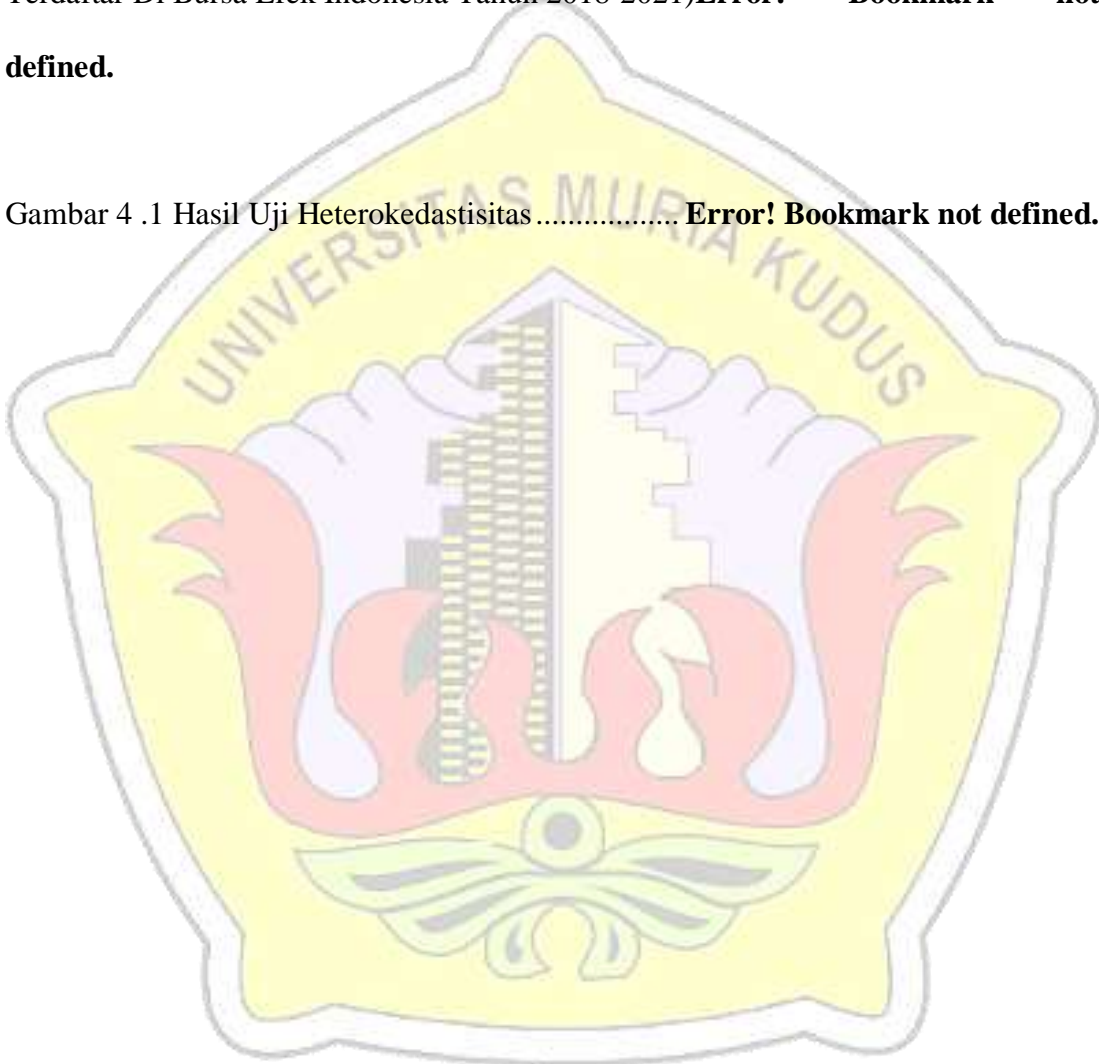 Terdaftar Di Bursa Efek Indonesia Tahun 2018-2021)Error! Bookmark not
defined.
Gambar 4 .1 Hasil Uji Heterokedastisitas ................. Error! Bookmark not defined.
UNIVERSITAS MURIA KUDUS